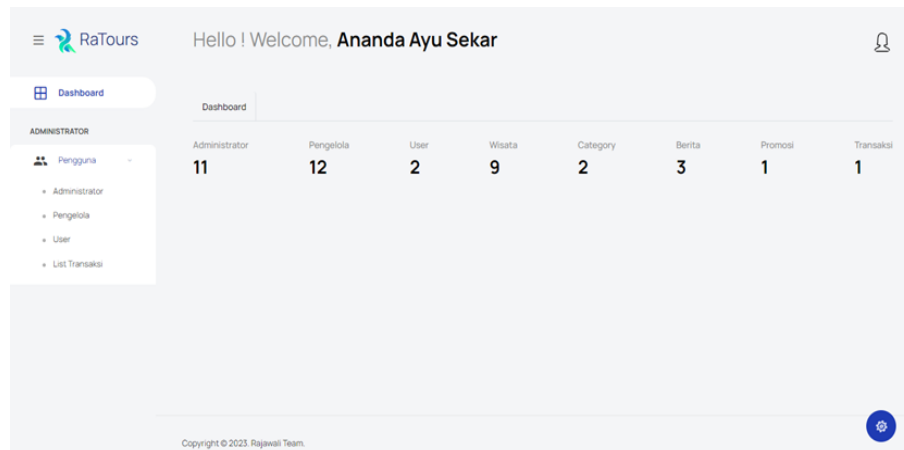 RaTours
Hello ! Welcome, Ananda Ayu Sekar
Dashboard
ADMINISTRATOR
Pengguna
Administrator
Pengelola
User
List Transaksi
Dashboard
Administrator Pengelola User Wisata Category Berita Promosi Transaksi
11 12 2 9 2 3 1 1
Copyright © 2023. Rajawali Team.